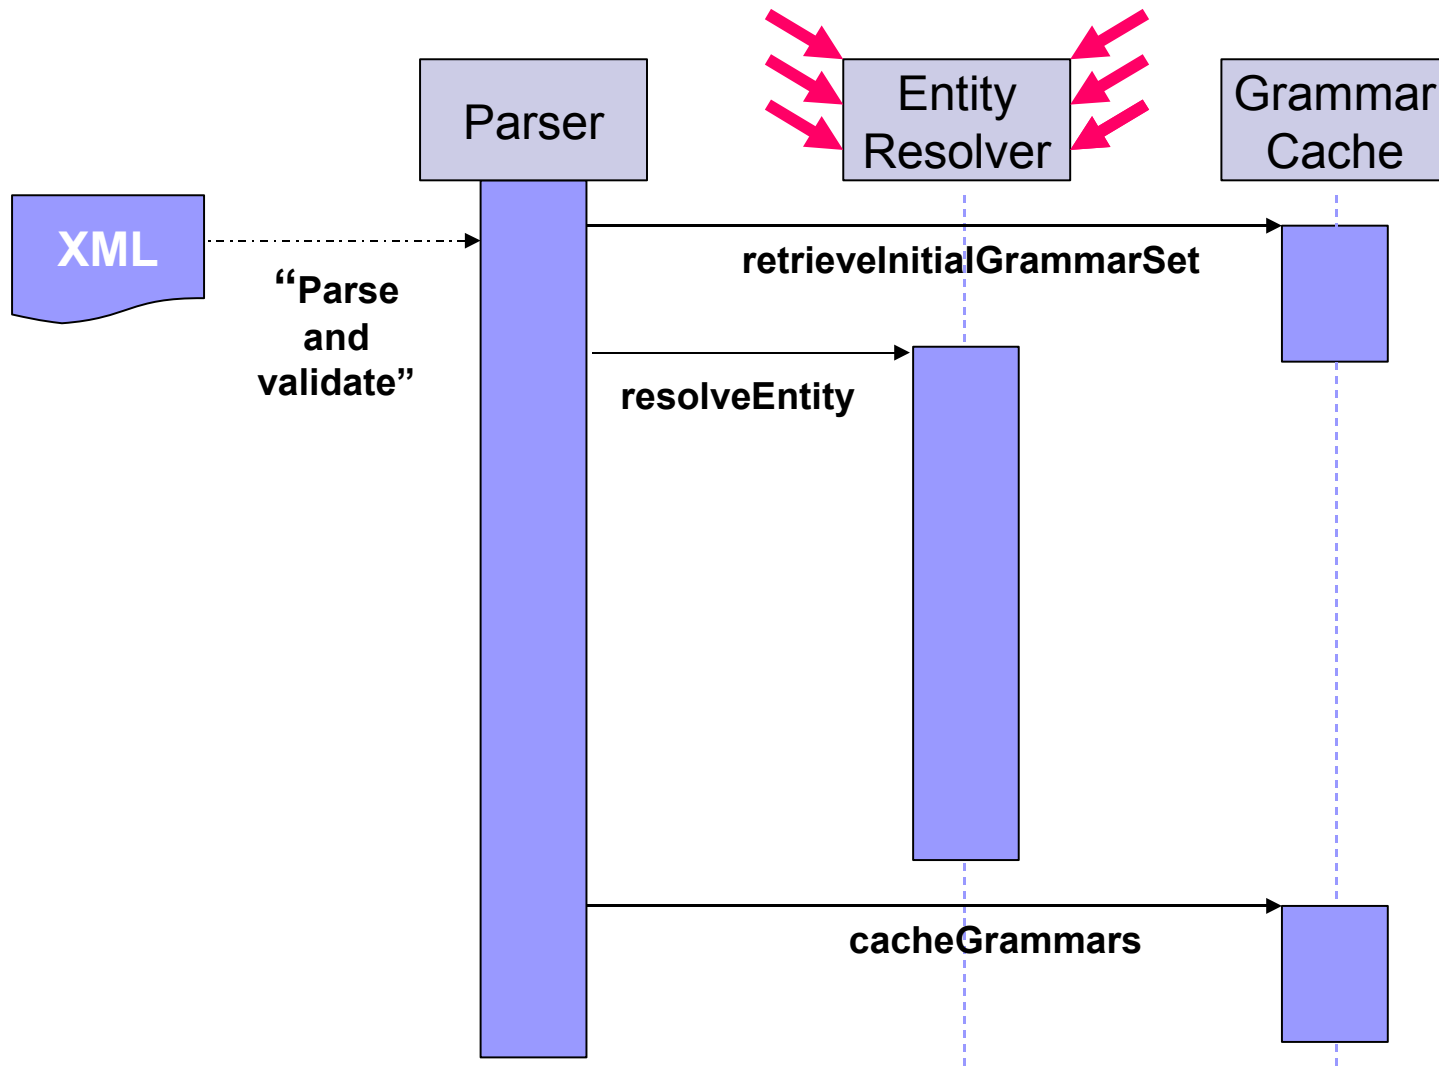 Parser
Entity
Resolver
Grammar
Cache
XML
“Parse
and
validate”
retrieveInitialGrammarSet
resolveEntity
cacheGrammars